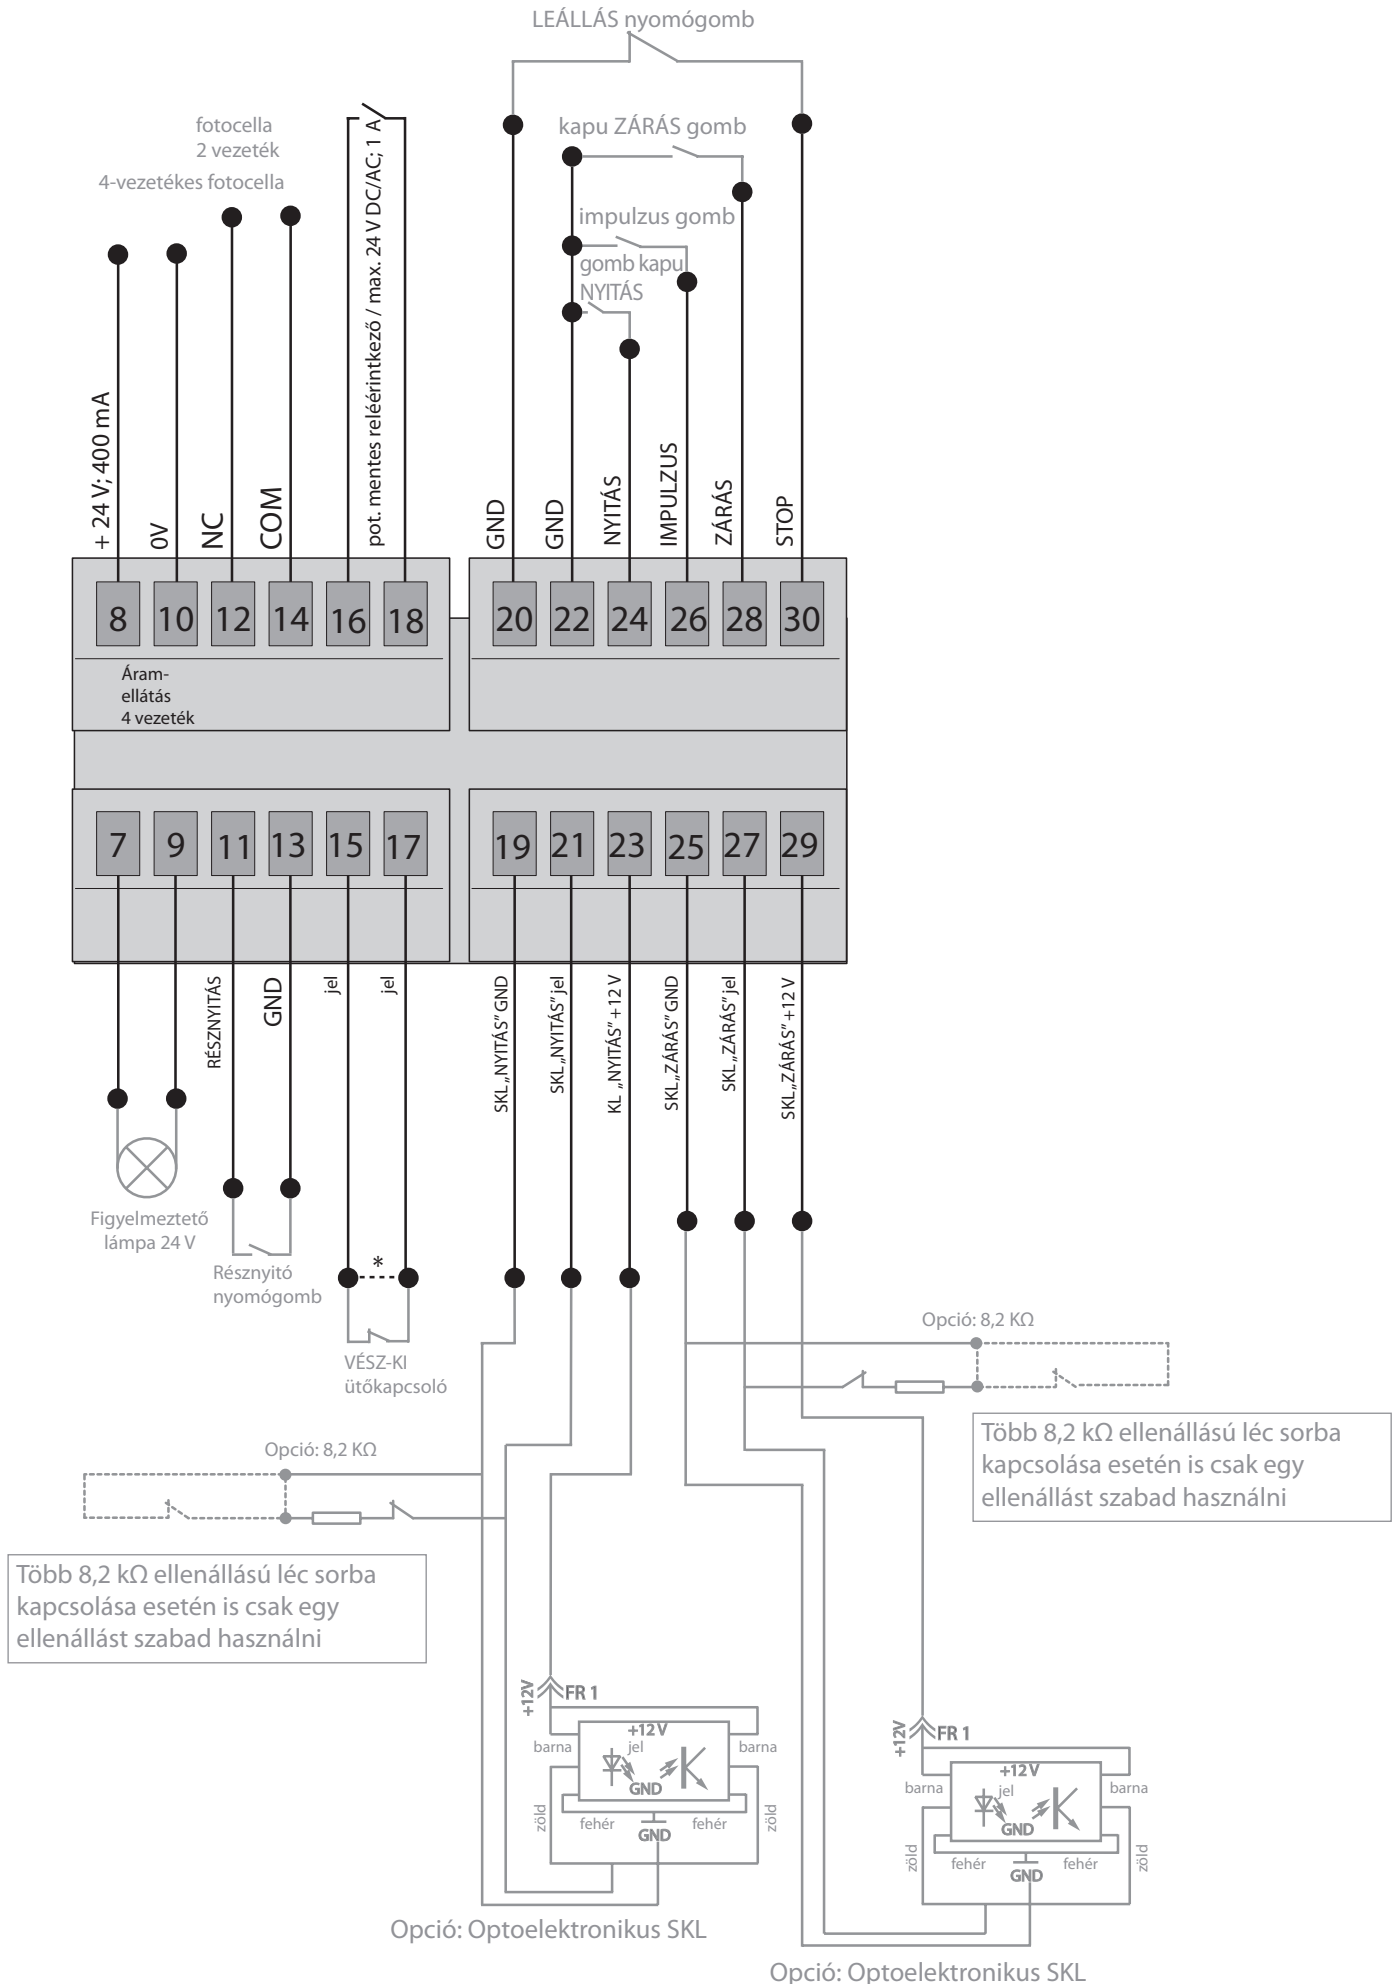 LEÁLLÁS nyomógomb
fotocella
2 vezeték
4-vezetékes fotocella
kapu ZÁRÁS gomb
impulzus gomb
gomb kapu
NYITÁS
+ 24 V; 400 mA
0V
NC
COM
pot. mentes reléérintkező / max. 24 V DC/AC; 1 A
GND
GND
NYITÁS
IMPULZUS
ZÁRÁS
STOP
8
10
12
14
16
18
20
22
24
26
28
30
Áram-
ellátás
4 vezeték
7
9
11
13
15
17
19
21
23
25
27
29
RÉSZNYITÁS
GND
jel
jel
SKL „NYITÁS” GND
SKL „NYITÁS” jel
KL „NYITÁS” +12 V
SKL „ZÁRÁS” GND
SKL „ZÁRÁS” jel
SKL „ZÁRÁS” +12 V
Figyelmeztető
lámpa 24 V
Résznyitó
nyomógomb
*
VÉSZ-KI
ütőkapcsoló
Opció: 8,2 KΩ
Több 8,2 kΩ ellenállású léc sorba
kapcsolása esetén is csak egy
ellenállást szabad használni
Opció: 8,2 KΩ
Több 8,2 kΩ ellenállású léc sorba
kapcsolása esetén is csak egy
ellenállást szabad használni
+12V
FR 1
+12 V
barna
jel
barna
GND
zöld
fehér
fehér
zöld
GND
Opció: Optoelektronikus SKL
+12V
FR 1
+12 V
barna
jel
barna
GND
zöld
fehér
fehér
zöld
GND
Opció: Optoelektronikus SKL